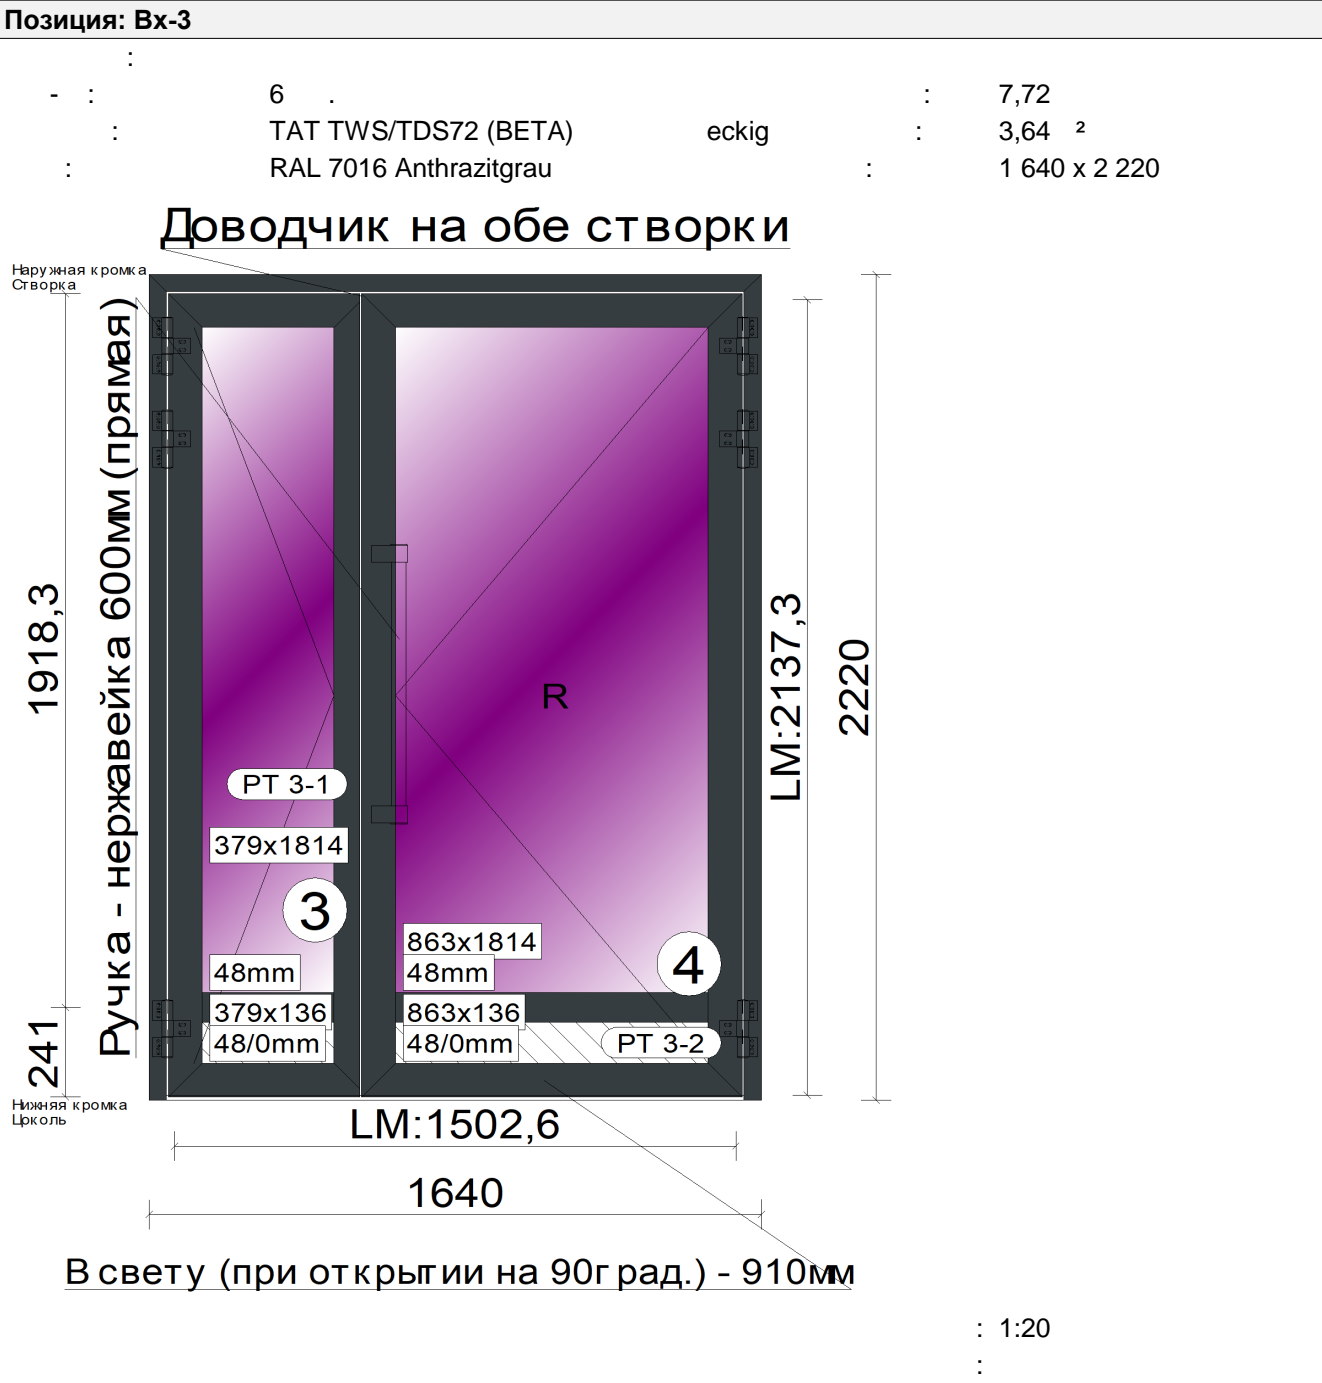 Позиция: Вх-3
:
- : 6 . : 7,72
: TAT TWS/TDS72 (BETA) eckig : 3,64 ²
: RAL 7016 Anthrazitgrau : 1 640 x 2 220
Доводчик на обе створки
Наружная кромка
Створка
Ручка - нержавейка 600мм (прямая)
1918,3
241
R
LM:2137,3
2220
РТ 3-1
379x1814
3
863x1814
48mm
48mm
4
379x136
863x136
48/0mm
48/0mm
РТ 3-2
Нижняя кромка
Цоколь
LM:1502,6
1640
В свету (при открытии на 90град.) - 910мм
: 1:20
: